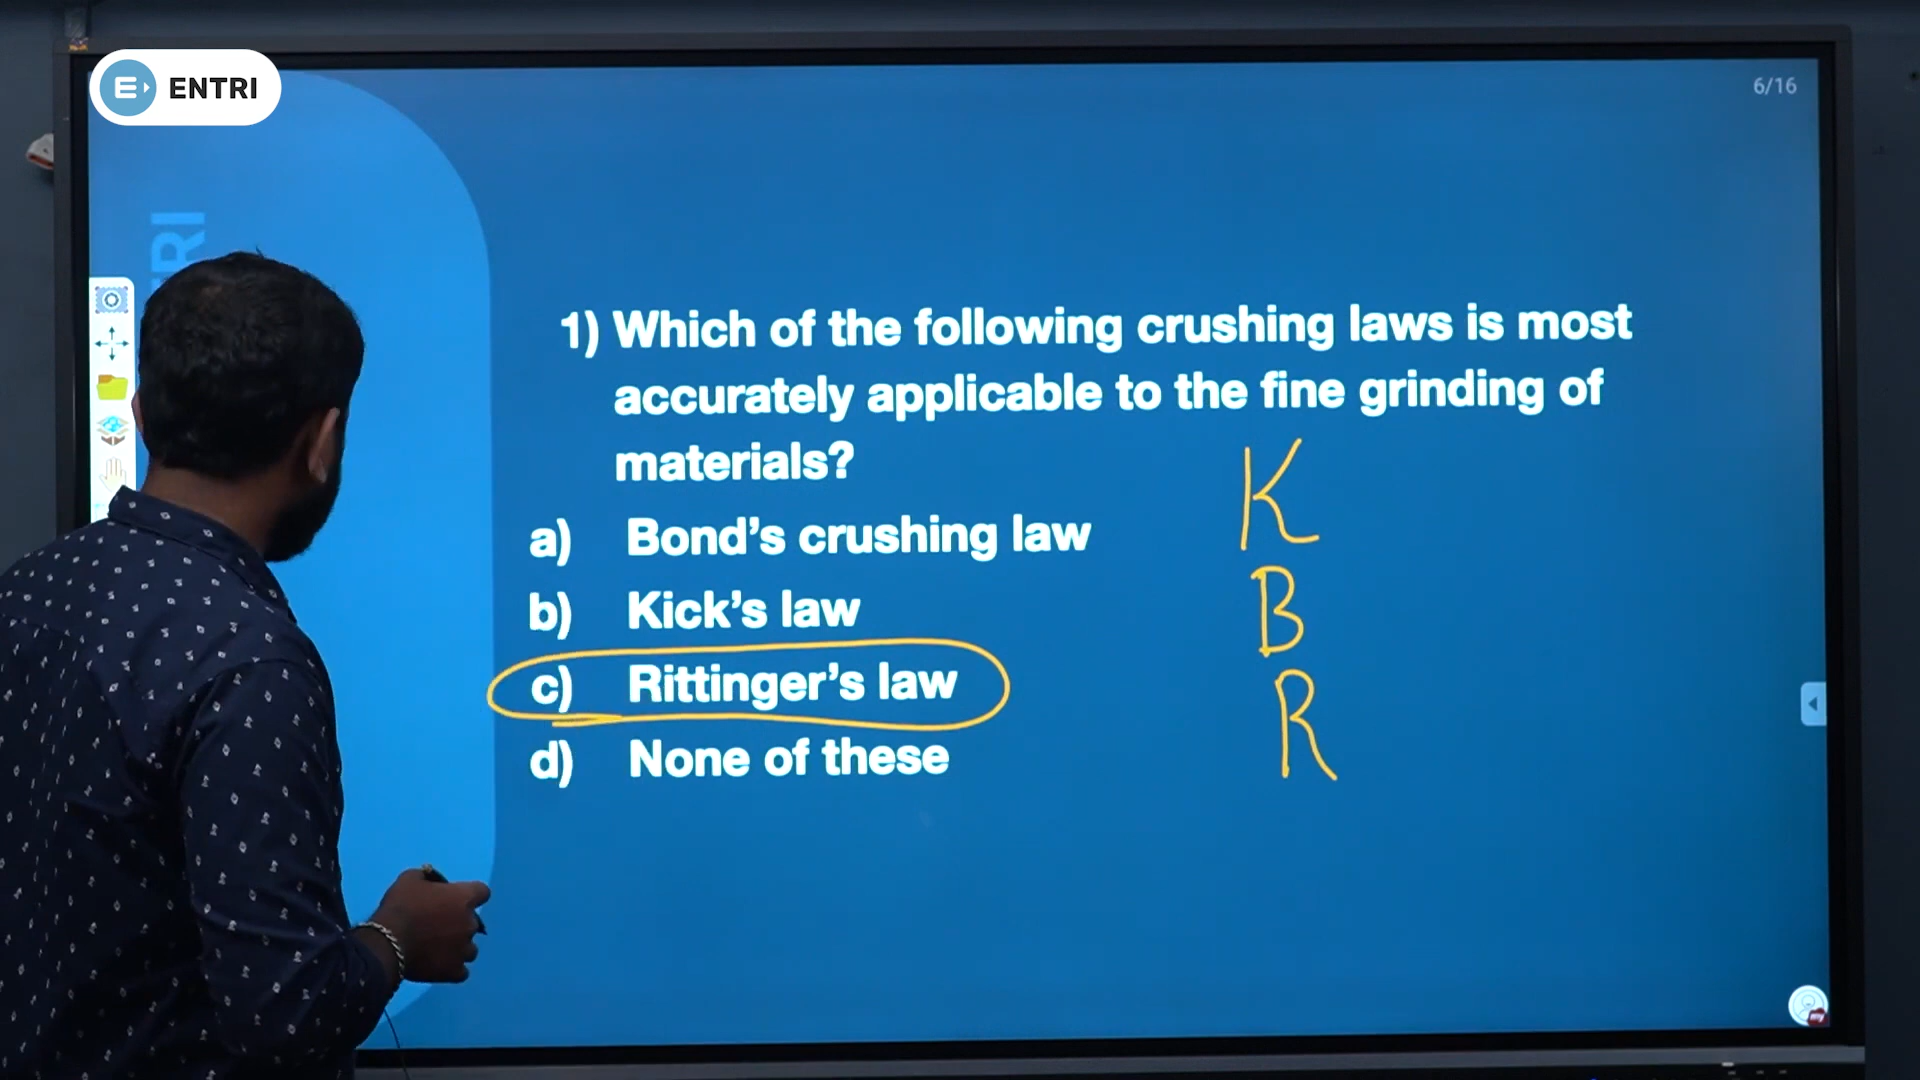 ENTRI
6/16
RI
1) Which of the following crushing laws is most
accurately applicable to the fine grinding of
materials?
a) Bond’s crushing law
b) Kick’s law
c) Rittinger’s law
d) None of these
K
B
R